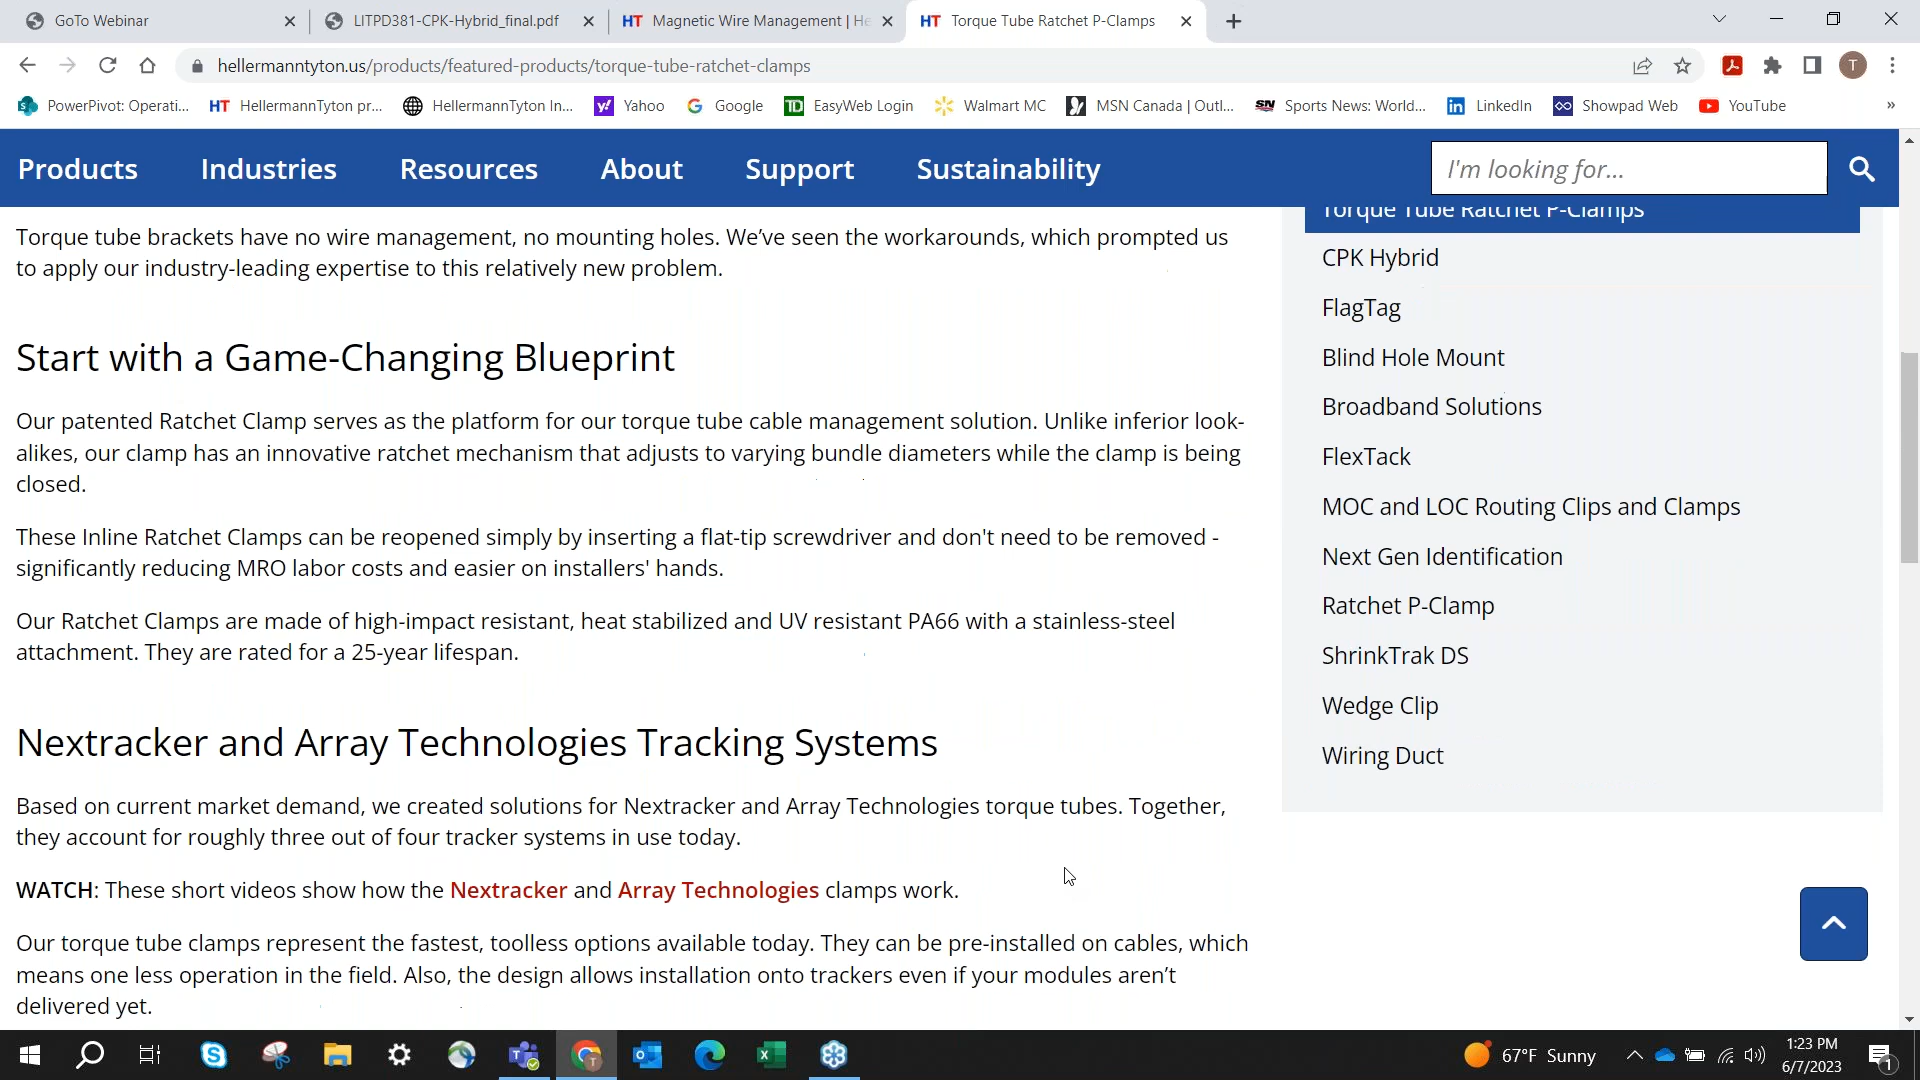 GoTo Webinar
LITPD381-CPK-Hybrid_final.pdf
HT Magnetic Wire Management | He
HT Torque Tube Ratchet P-Clamps
hellermanntyton.us/products/featured-products/torque-tube-ratchet-clamps
T
PowerPivot: Operati...
HT HellermannTyton pr...
HellermannTyton In...
Yahoo
Google
EasyWeb Login
Walmart MC
MSN Canada | Outl...
Sports News: World...
LinkedIn
Showpad Web
YouTube
»
Products
Industries
Resources
About
Support
Sustainability
I'm looking for...
Torque tube brackets have no wire management, no mounting holes. We’ve seen the workarounds, which prompted us
to apply our industry-leading expertise to this relatively new problem.
Start with a Game-Changing Blueprint
Our patented Ratchet Clamp serves as the platform for our torque tube cable management solution. Unlike inferior look-
alikes, our clamp has an innovative ratchet mechanism that adjusts to varying bundle diameters while the clamp is being
closed.
These Inline Ratchet Clamps can be reopened simply by inserting a flat-tip screwdriver and don't need to be removed -
significantly reducing MRO labor costs and easier on installers' hands.
Our Ratchet Clamps are made of high-impact resistant, heat stabilized and UV resistant PA66 with a stainless-steel
attachment. They are rated for a 25-year lifespan.
Nextracker and Array Technologies Tracking Systems
Based on current market demand, we created solutions for Nextracker and Array Technologies torque tubes. Together,
they account for roughly three out of four tracker systems in use today.
WATCH: These short videos show how the Nextracker and Array Technologies clamps work.
Our torque tube clamps represent the fastest, toolless options available today. They can be pre-installed on cables, which
means one less operation in the field. Also, the design allows installation onto trackers even if your modules aren’t
delivered yet.
Torque Tube Ratchet P-Clamps
CPK Hybrid
FlagTag
Blind Hole Mount
Broadband Solutions
FlexTack
MOC and LOC Routing Clips and Clamps
Next Gen Identification
Ratchet P-Clamp
ShrinkTrak DS
Wedge Clip
Wiring Duct
67°F Sunny
1:23 PM
6/7/2023
1